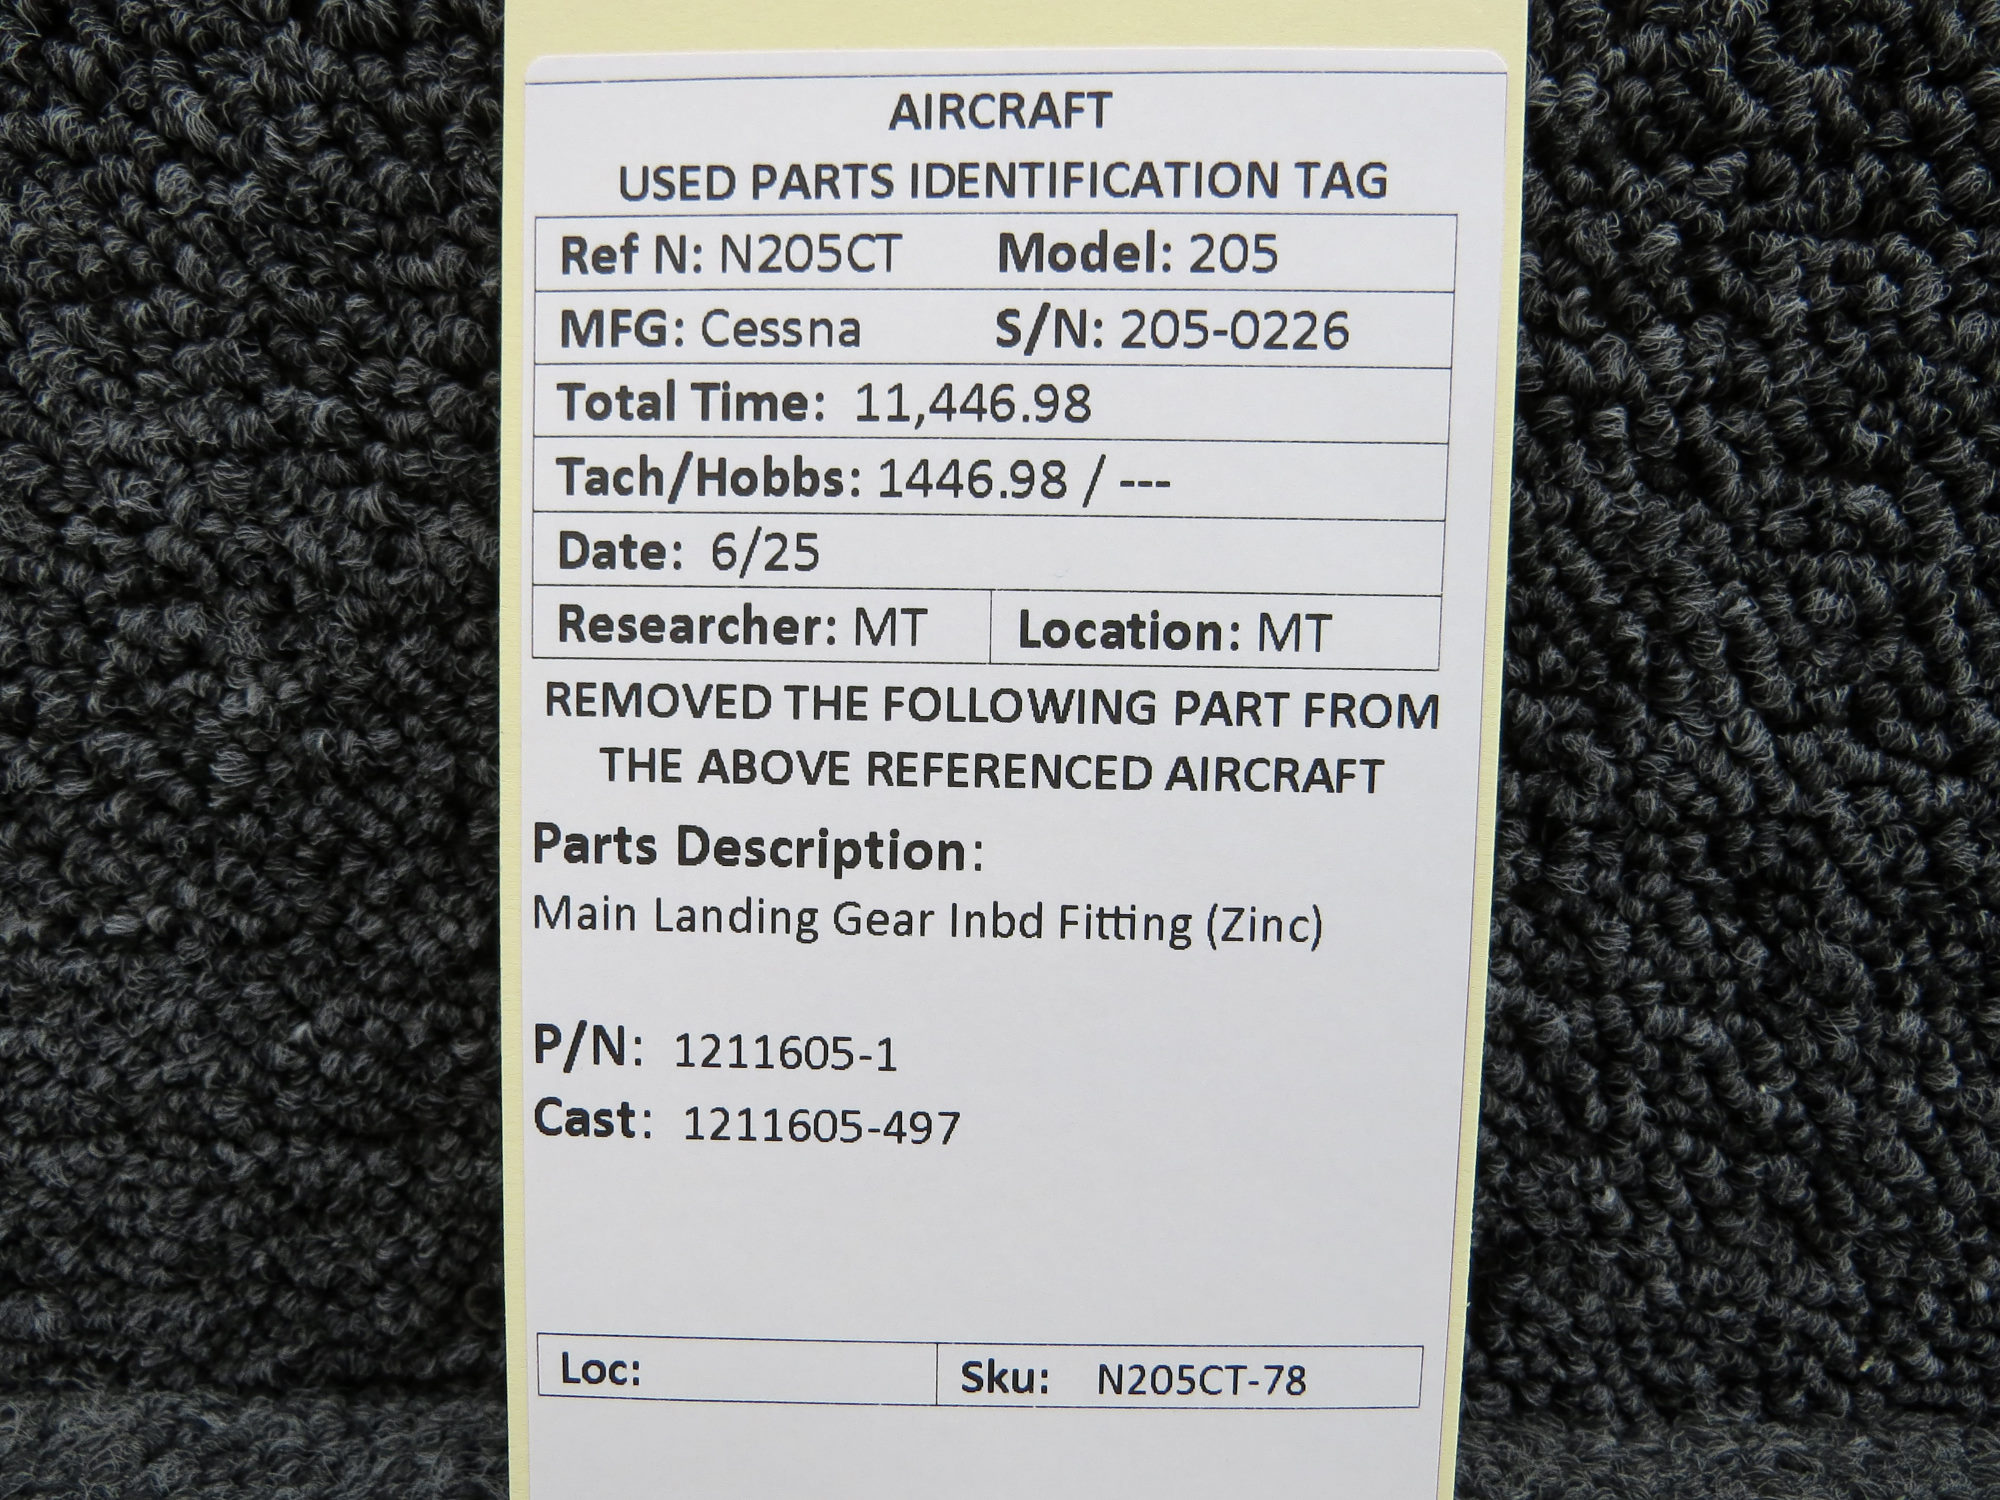 AIRCRAFT
USED PARTS IDENTIFICATION TAG
Ref N: N205CT Model: 205
MFG: Cessna S/N: 205-0226
Total Time: 11,446.98
Tach/Hobbs: 1446.98 / ---
Date: 6/25
Researcher: MT Location: MT
REMOVED THE FOLLOWING PART FROM
THE ABOVE REFERENCED AIRCRAFT
Parts Description:
Main Landing Gear Inbd Fitting (Zinc)
P/N: 1211605-1
Cast: 1211605-497
Loc: Sku: N205CT-78